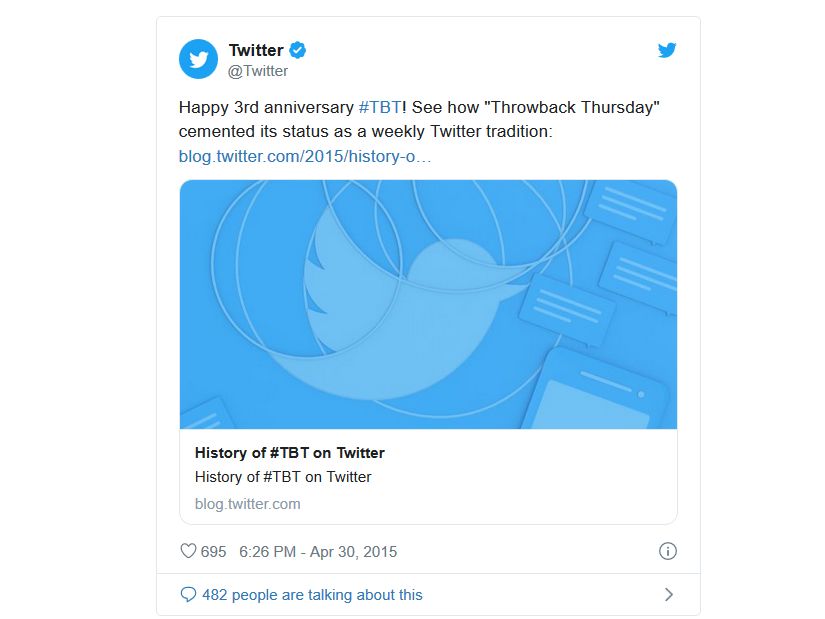 Twitter
@Twitter
Happy 3rd anniversary #TBT! See how "Throwback Thursday"
cemented its status as a weekly Twitter tradition:
blog.twitter.com/2015/history-o…
History of #TBT on Twitter
History of #TBT on Twitter
blog.twitter.com
695 6:26 PM - Apr 30, 2015
482 people are talking about this